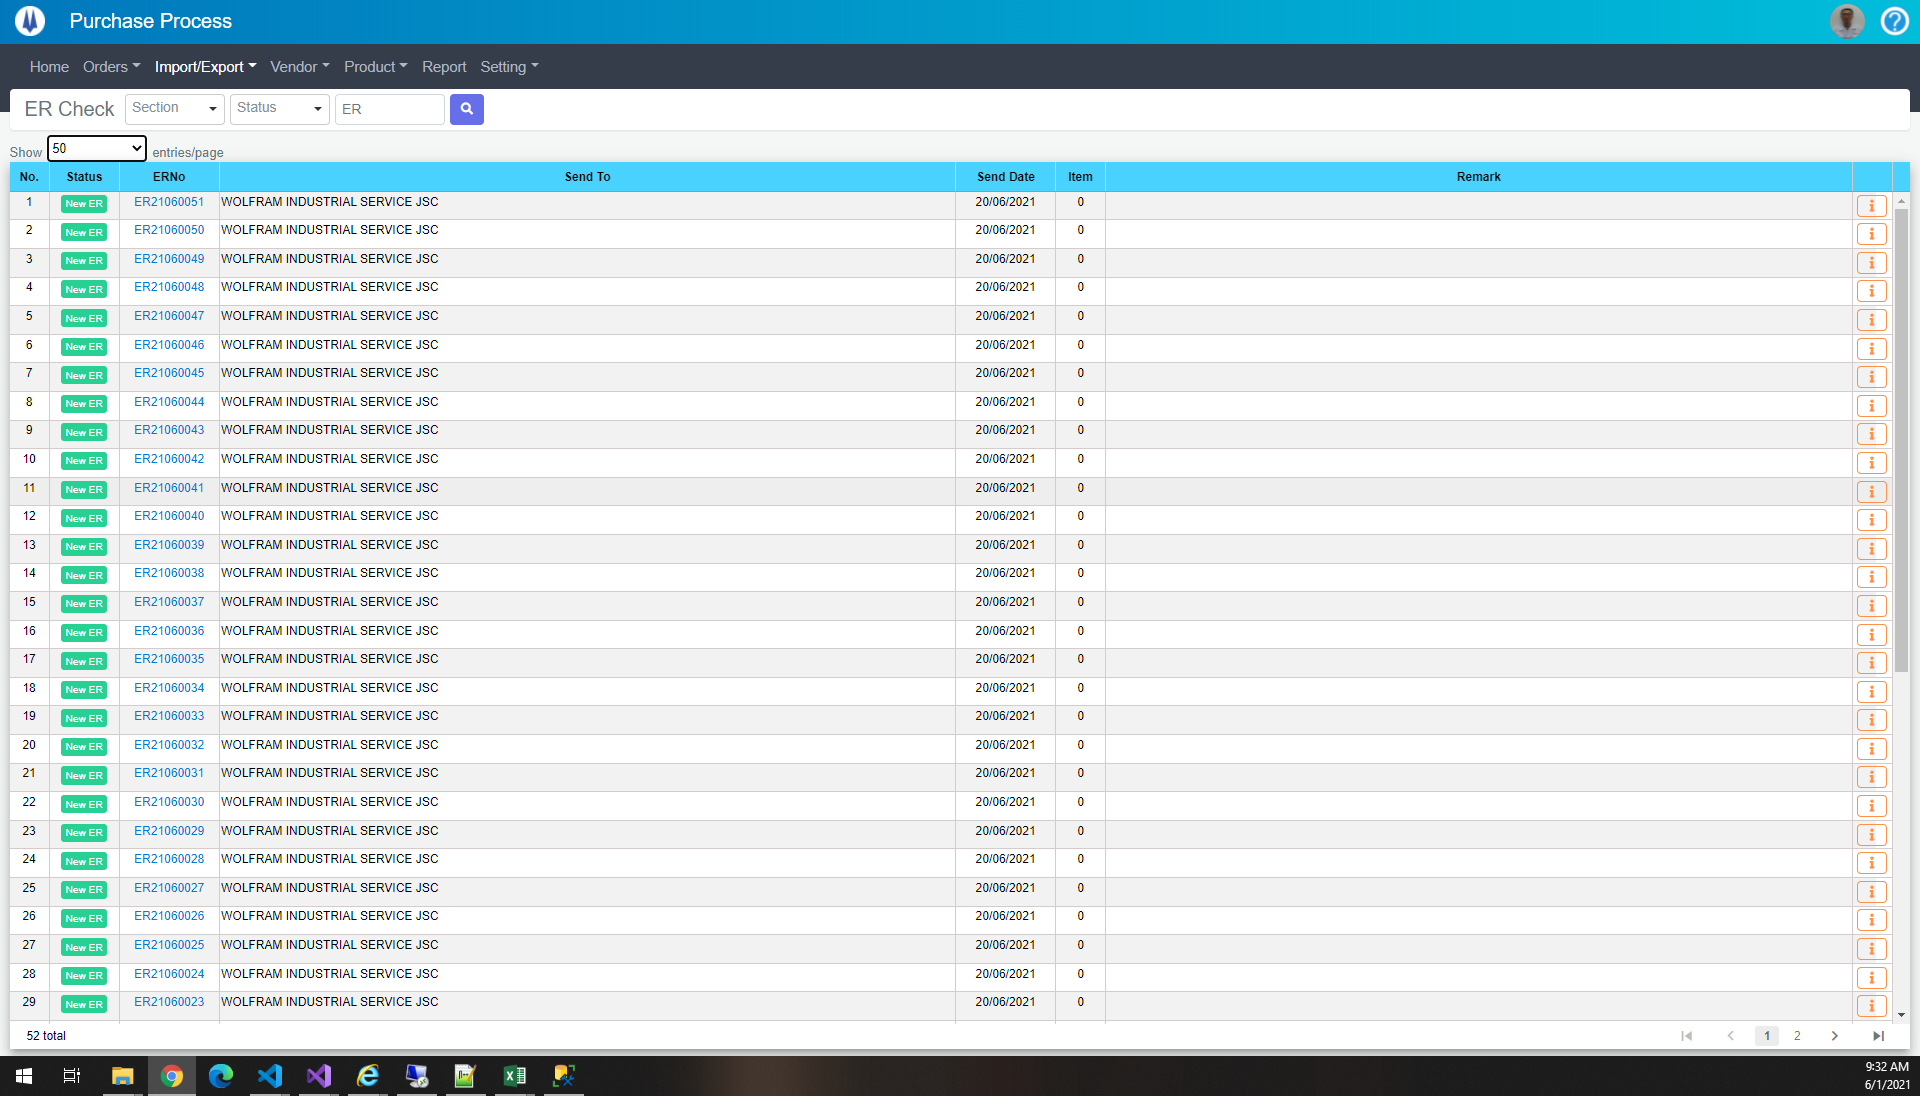 Purchase Process
Home Orders Import/Export Vendor Product Report Setting
ER Check Section Status ER
Show 50 entries/page
No. Status ERNo Send To Send Date Item Remark
1 New ER ER21060051 WOLFRAM INDUSTRIAL SERVICE JSC 20/06/2021 0
2 New ER ER21060050 WOLFRAM INDUSTRIAL SERVICE JSC 20/06/2021 0
3 New ER ER21060049 WOLFRAM INDUSTRIAL SERVICE JSC 20/06/2021 0
4 New ER ER21060048 WOLFRAM INDUSTRIAL SERVICE JSC 20/06/2021 0
5 New ER ER21060047 WOLFRAM INDUSTRIAL SERVICE JSC 20/06/2021 0
6 New ER ER21060046 WOLFRAM INDUSTRIAL SERVICE JSC 20/06/2021 0
7 New ER ER21060045 WOLFRAM INDUSTRIAL SERVICE JSC 20/06/2021 0
8 New ER ER21060044 WOLFRAM INDUSTRIAL SERVICE JSC 20/06/2021 0
9 New ER ER21060043 WOLFRAM INDUSTRIAL SERVICE JSC 20/06/2021 0
10 New ER ER21060042 WOLFRAM INDUSTRIAL SERVICE JSC 20/06/2021 0
11 New ER ER21060041 WOLFRAM INDUSTRIAL SERVICE JSC 20/06/2021 0
12 New ER ER21060040 WOLFRAM INDUSTRIAL SERVICE JSC 20/06/2021 0
13 New ER ER21060039 WOLFRAM INDUSTRIAL SERVICE JSC 20/06/2021 0
14 New ER ER21060038 WOLFRAM INDUSTRIAL SERVICE JSC 20/06/2021 0
15 New ER ER21060037 WOLFRAM INDUSTRIAL SERVICE JSC 20/06/2021 0
16 New ER ER21060036 WOLFRAM INDUSTRIAL SERVICE JSC 20/06/2021 0
17 New ER ER21060035 WOLFRAM INDUSTRIAL SERVICE JSC 20/06/2021 0
18 New ER ER21060034 WOLFRAM INDUSTRIAL SERVICE JSC 20/06/2021 0
19 New ER ER21060033 WOLFRAM INDUSTRIAL SERVICE JSC 20/06/2021 0
20 New ER ER21060032 WOLFRAM INDUSTRIAL SERVICE JSC 20/06/2021 0
21 New ER ER21060031 WOLFRAM INDUSTRIAL SERVICE JSC 20/06/2021 0
22 New ER ER21060030 WOLFRAM INDUSTRIAL SERVICE JSC 20/06/2021 0
23 New ER ER21060029 WOLFRAM INDUSTRIAL SERVICE JSC 20/06/2021 0
24 New ER ER21060028 WOLFRAM INDUSTRIAL SERVICE JSC 20/06/2021 0
25 New ER ER21060027 WOLFRAM INDUSTRIAL SERVICE JSC 20/06/2021 0
26 New ER ER21060026 WOLFRAM INDUSTRIAL SERVICE JSC 20/06/2021 0
27 New ER ER21060025 WOLFRAM INDUSTRIAL SERVICE JSC 20/06/2021 0
28 New ER ER21060024 WOLFRAM INDUSTRIAL SERVICE JSC 20/06/2021 0
29 New ER ER21060023 WOLFRAM INDUSTRIAL SERVICE JSC 20/06/2021 0
52 total 1 2
9:32 AM
6/1/2021